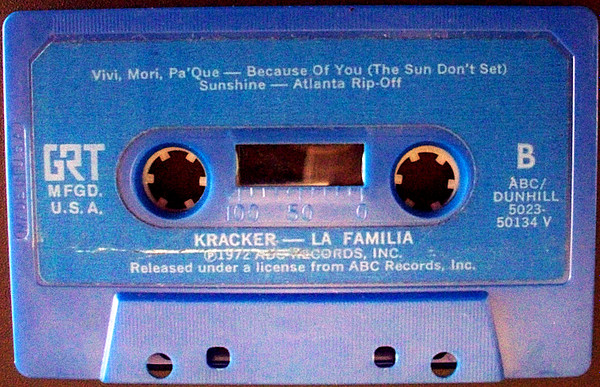 Vivi, Mori, Pa'Que — Because Of You (The Sun Don't Set)
Sunshine — Atlanta Rip-Off
GRT
MFGD.
U.S.A.
B
ABC/
DUNHILL
5023-
50134 V
100 50 0
KRACKER — LA FAMILIA
℗1972 ABC RECORDS, INC.
Released under a license from ABC Records, Inc.